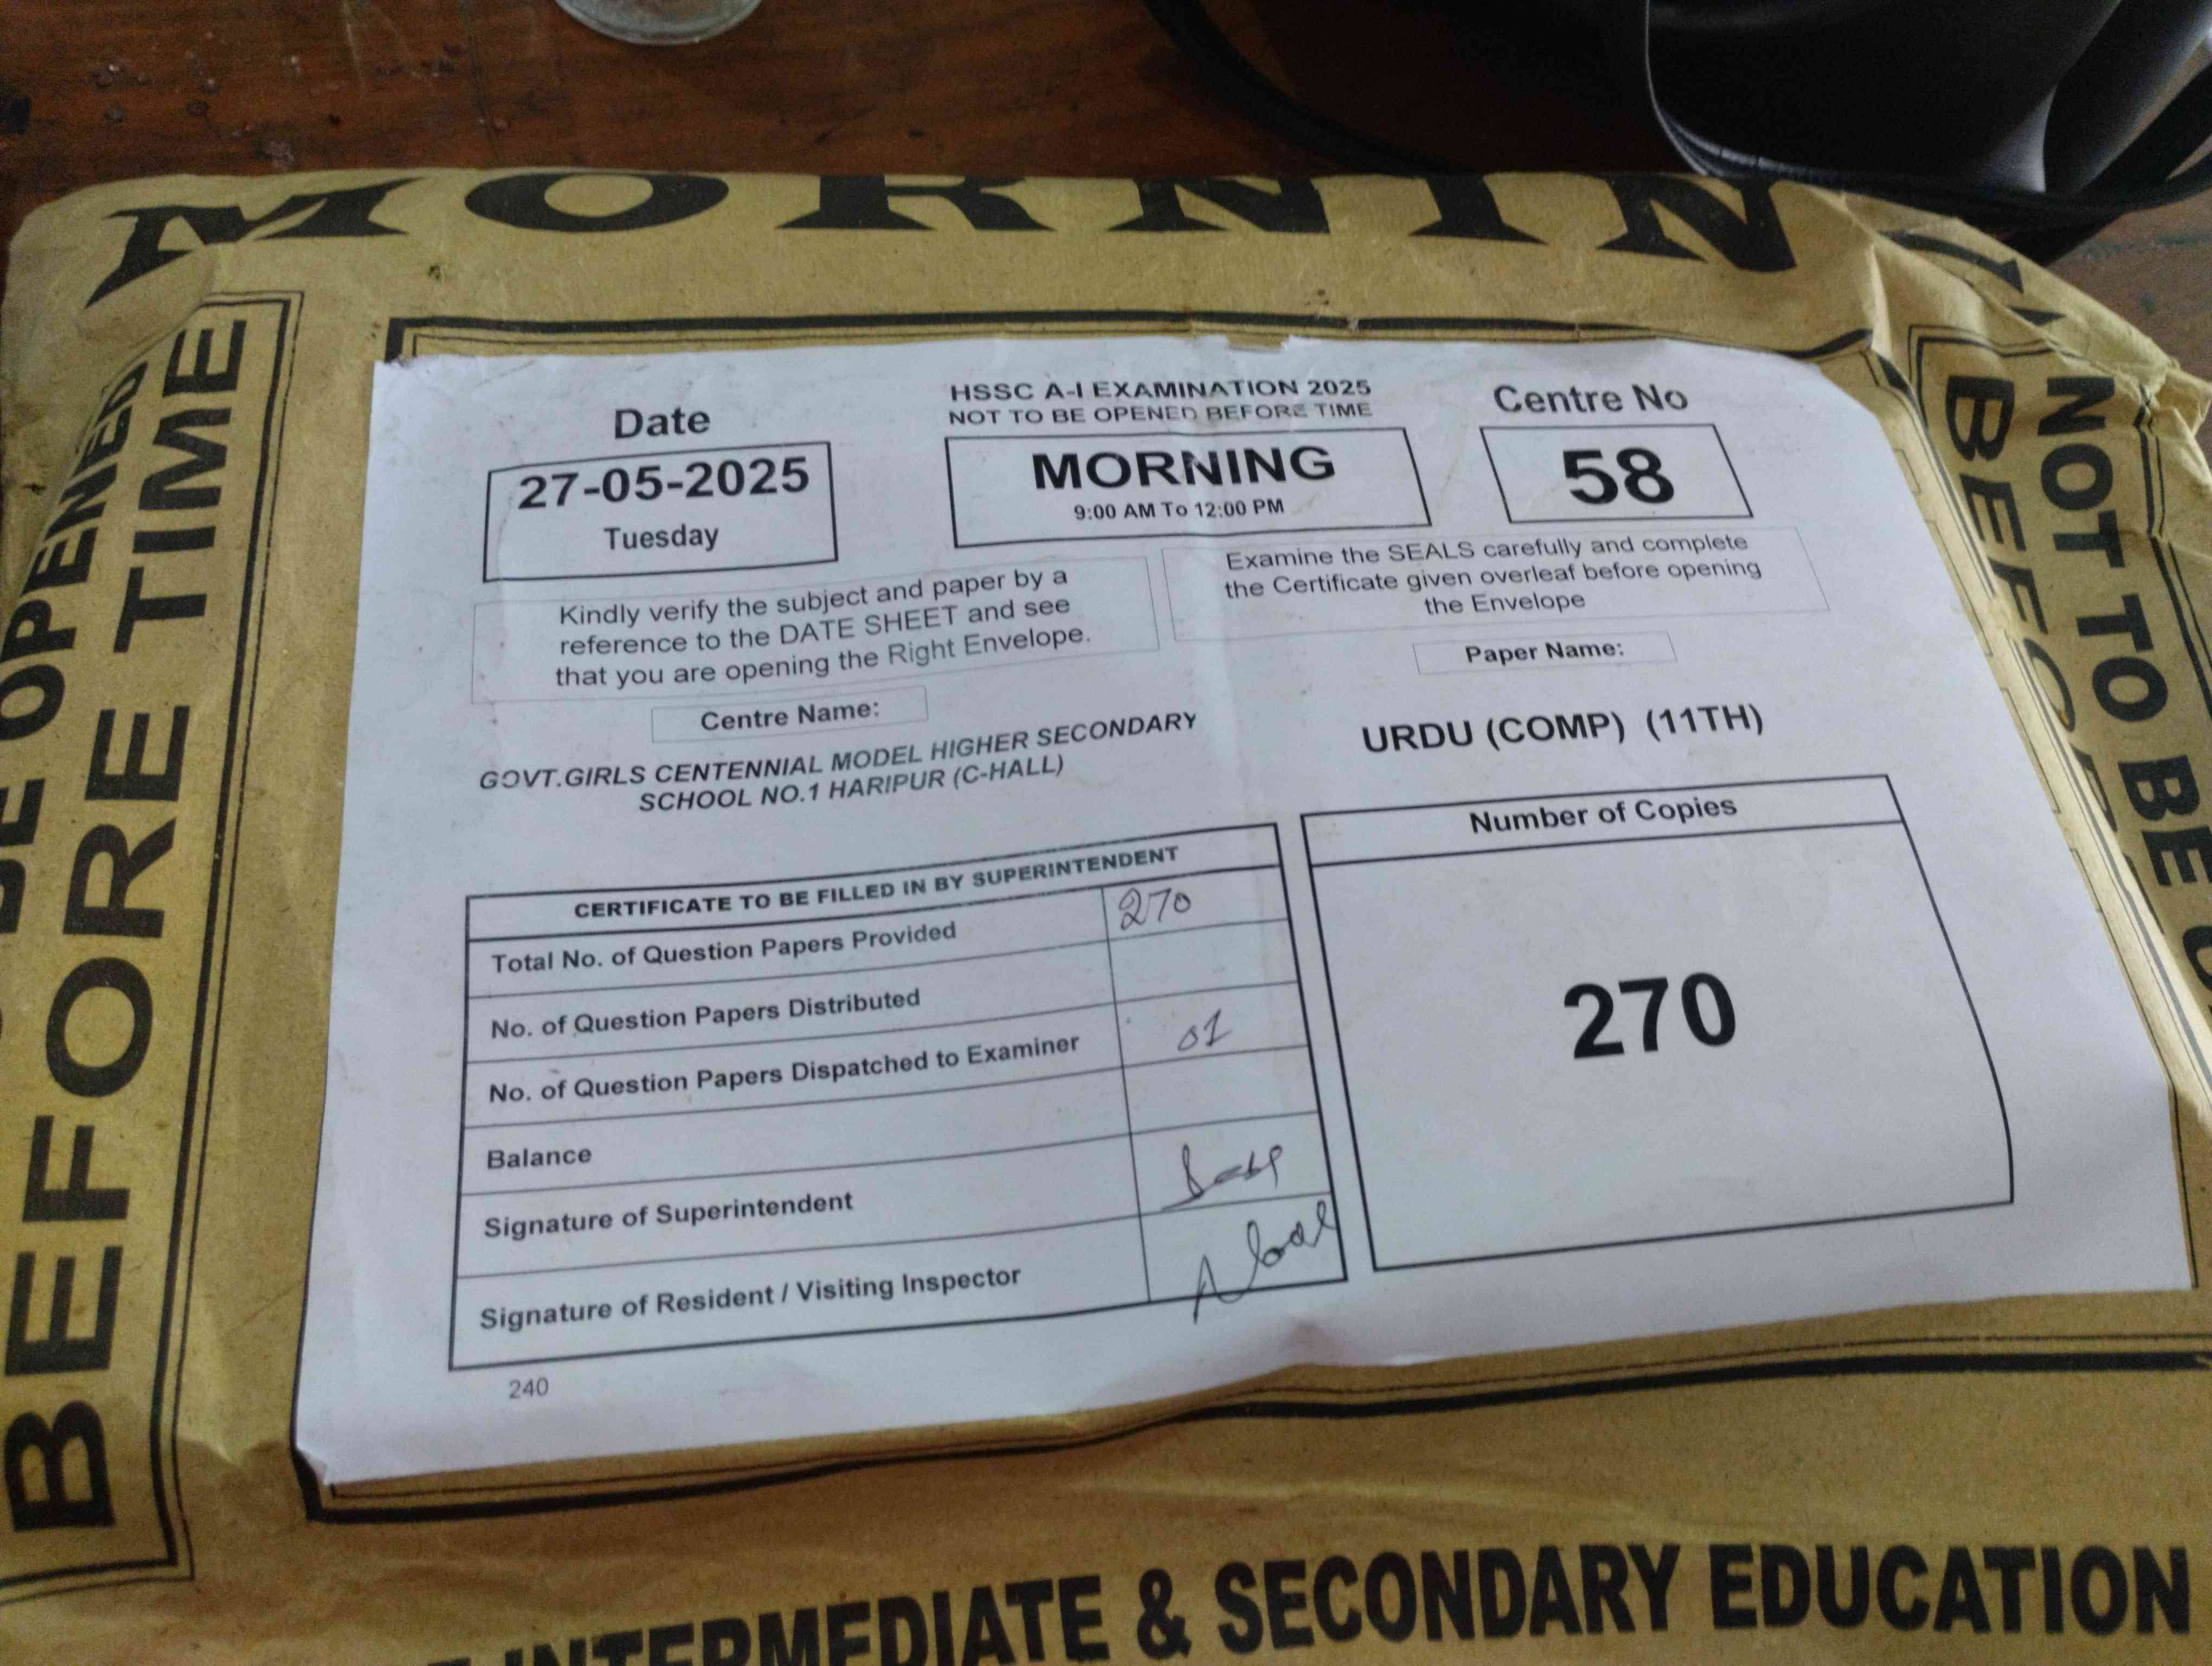 MORNIN
BE OPENED
BEFORE TIME
NOT TO BE O
BEFOR
HSSC A-I EXAMINATION 2025
NOT TO BE OPENED BEFORE TIME
Date
27-05-2025
Tuesday
MORNING
9:00 AM To 12:00 PM
Centre No
58
Kindly verify the subject and paper by a
reference to the DATE SHEET and see
that you are opening the Right Envelope.
Examine the SEALS carefully and complete
the Certificate given overleaf before opening
the Envelope
Centre Name:
GOVT.GIRLS CENTENNIAL MODEL HIGHER SECONDARY
SCHOOL NO.1 HARIPUR (C-HALL)
Paper Name:
URDU (COMP) (11TH)
CERTIFICATE TO BE FILLED IN BY SUPERINTENDENT
Total No. of Question Papers Provided 270
No. of Question Papers Distributed
No. of Question Papers Dispatched to Examiner 01
Balance
Signature of Superintendent
Signature of Resident / Visiting Inspector
Number of Copies
270
240
INTERMEDIATE & SECONDARY EDUCATION